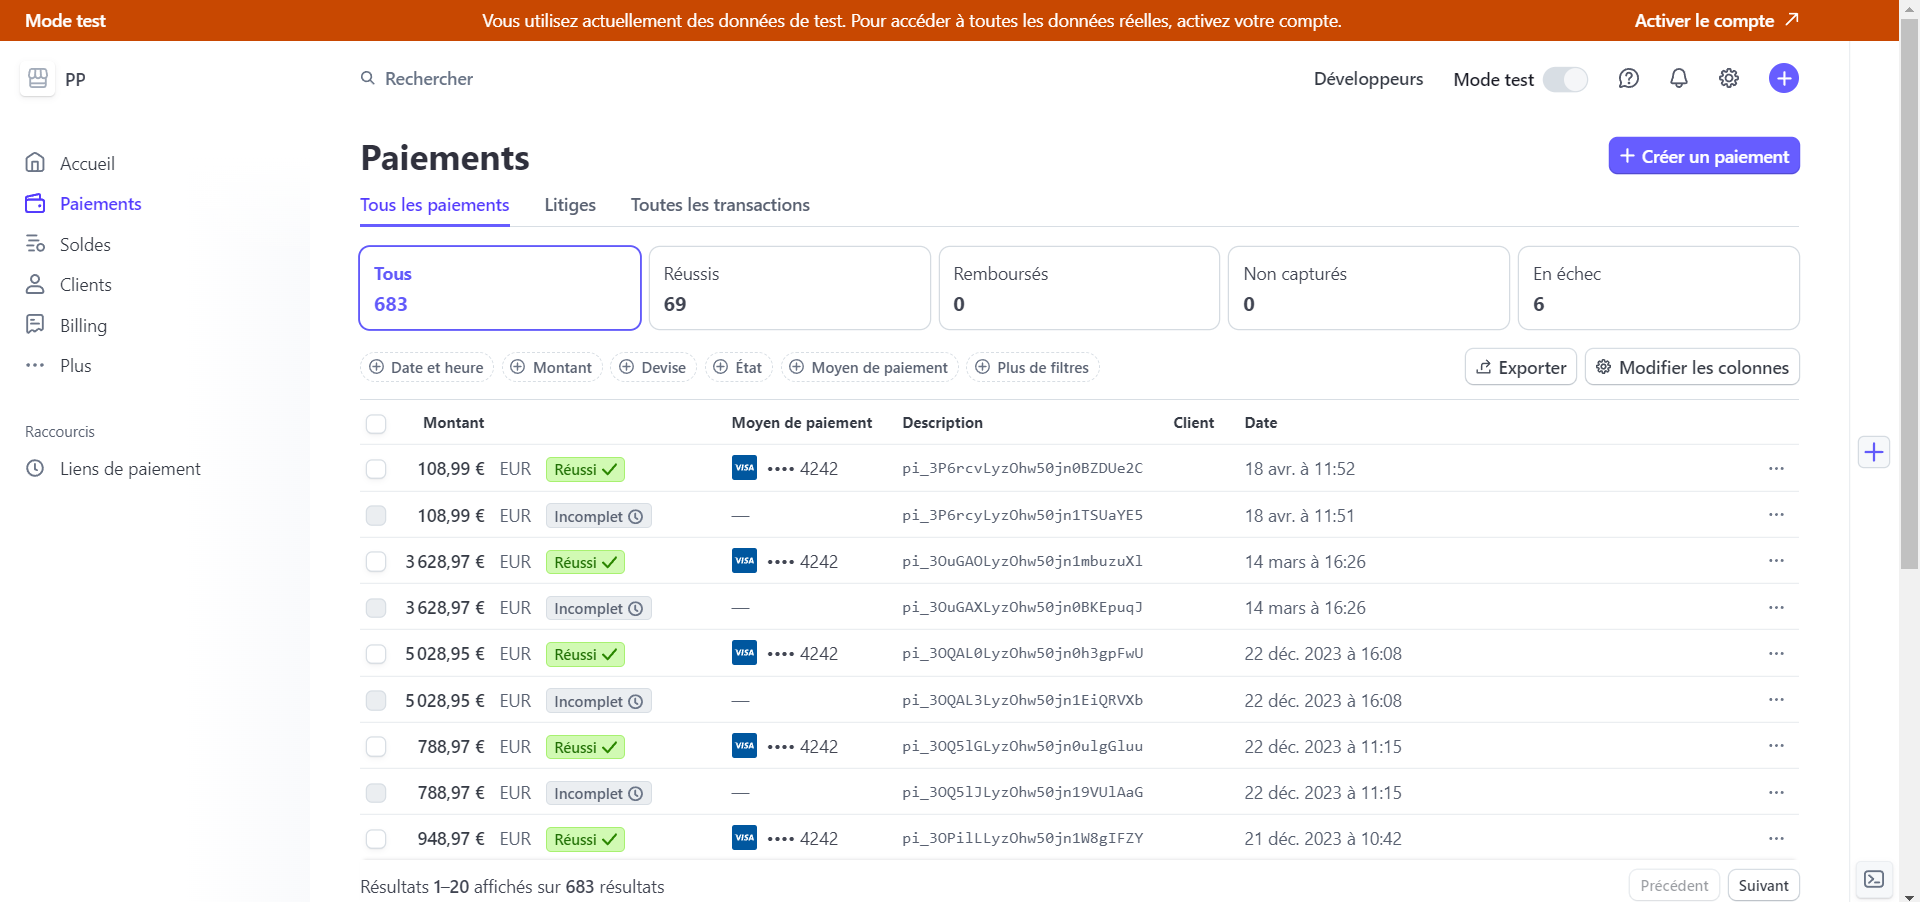 Mode test
Vous utilisez actuellement des données de test. Pour accéder à toutes les données réelles, activez votre compte.
Activer le compte
PP
Rechercher
Développeurs
Mode test
Accueil
Paiements
Soldes
Clients
Billing
Plus
Raccourcis
Liens de paiement
Paiements
Créer un paiement
Tous les paiements
Litiges
Toutes les transactions
Tous
683
Réussis
69
Remboursés
0
Non capturés
0
En échec
6
Date et heure
Montant
Devise
État
Moyen de paiement
Plus de filtres
Exporter
Modifier les colonnes
Montant Moyen de paiement Description Client Date
108,99 € EUR Réussi VISA •••• 4242 pi_3P6rcvLyzOhw50jn0BZDUe2C 18 avr. à 11:52
108,99 € EUR Incomplet — pi_3P6rcyLyzOhw50jn1TSUaYE5 18 avr. à 11:51
3 628,97 € EUR Réussi VISA •••• 4242 pi_3OuGAOLyzOhw50jn1mbuzuXl 14 mars à 16:26
3 628,97 € EUR Incomplet — pi_3OuGAXLyzOhw50jn0BKEpuqJ 14 mars à 16:26
5 028,95 € EUR Réussi VISA •••• 4242 pi_3OQAL0LyzOhw50jn0h3gpFwU 22 déc. 2023 à 16:08
5 028,95 € EUR Incomplet — pi_3OQAL3LyzOhw50jn1EiQRVXb 22 déc. 2023 à 16:08
788,97 € EUR Réussi VISA •••• 4242 pi_3OQ5lGLyzOhw50jn0ulgGluu 22 déc. 2023 à 11:15
788,97 € EUR Incomplet — pi_3OQ5lJLyzOhw50jn19VUlAaG 22 déc. 2023 à 11:15
948,97 € EUR Réussi VISA •••• 4242 pi_3OPilLLyzOhw50jn1W8gIFZY 21 déc. 2023 à 10:42
Résultats 1–20 affichés sur 683 résultats
Précédent
Suivant